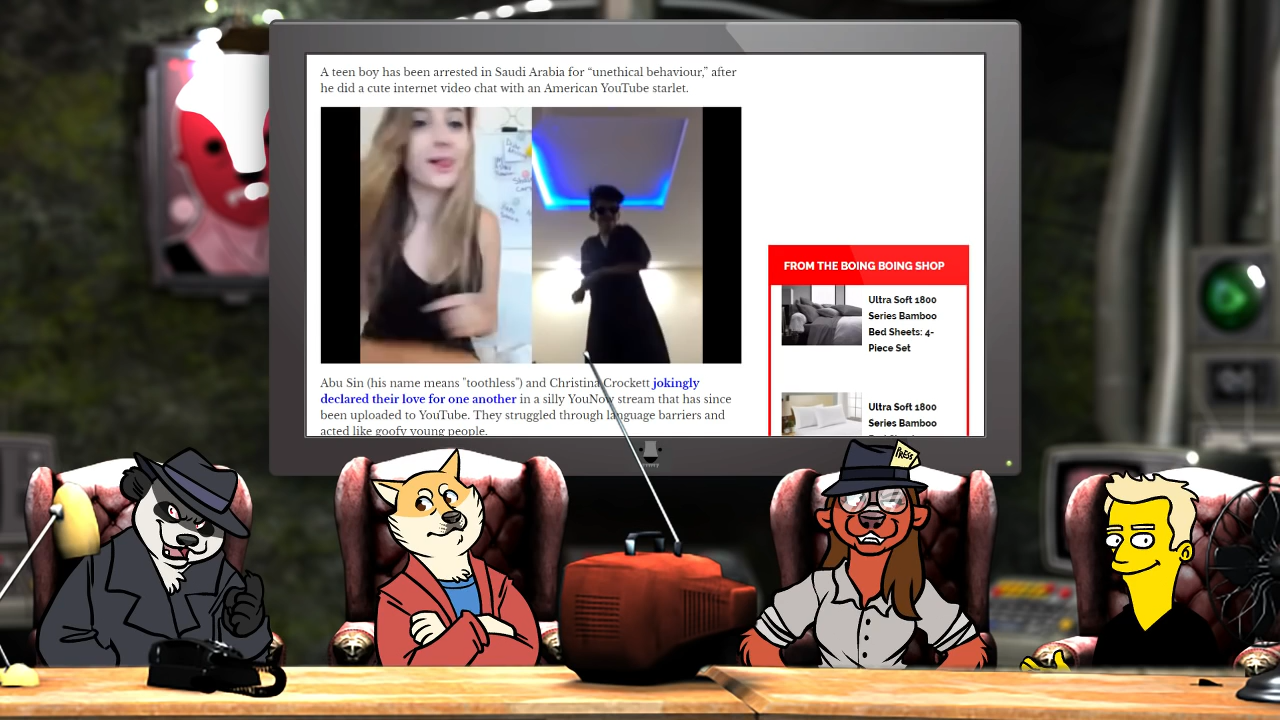 A teen boy has been arrested in Saudi Arabia for “unethical behaviour,” after
he did a cute internet video chat with an American YouTube starlet.
Abu Sin (his name means "toothless") and Christina Crockett jokingly
declared their love for one another in a silly YouNow stream that has since
been uploaded to YouTube. They struggled through language barriers and
acted like goofy young people.
FROM THE BOING BOING SHOP
Ultra Soft 1800
Series Bamboo
Bed Sheets: 4-
Piece Set
Ultra Soft 1800
Series Bamboo
PRESS